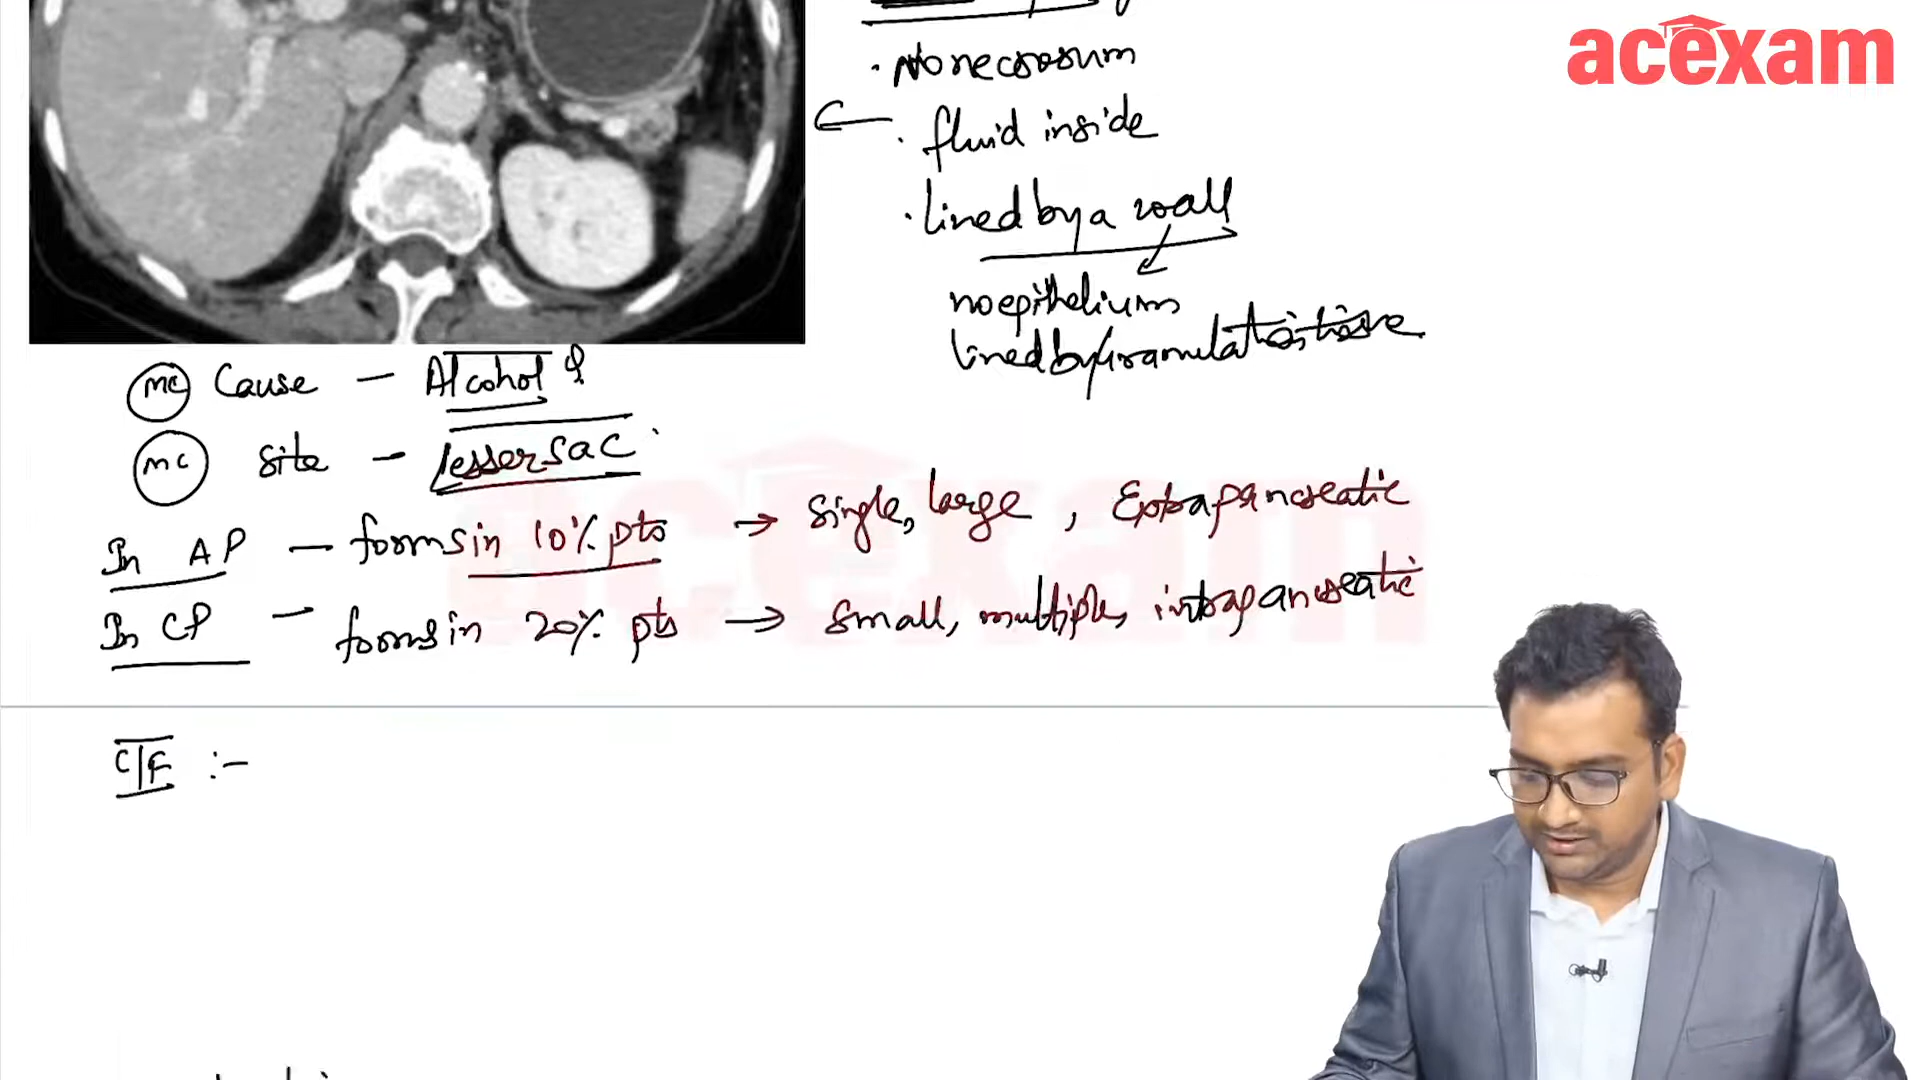 acexam
. No necrosum
. fluid inside
. lined by a wall
no epithelium
lined by Granulation tissue
MC Cause – Alcohol
MC Site – lesser sac
In AP – forms in 10% pts → single, large, Extrapancreatic
In CP – forms in 20% pts → small, multiple, intrapancreatic
C/F :-